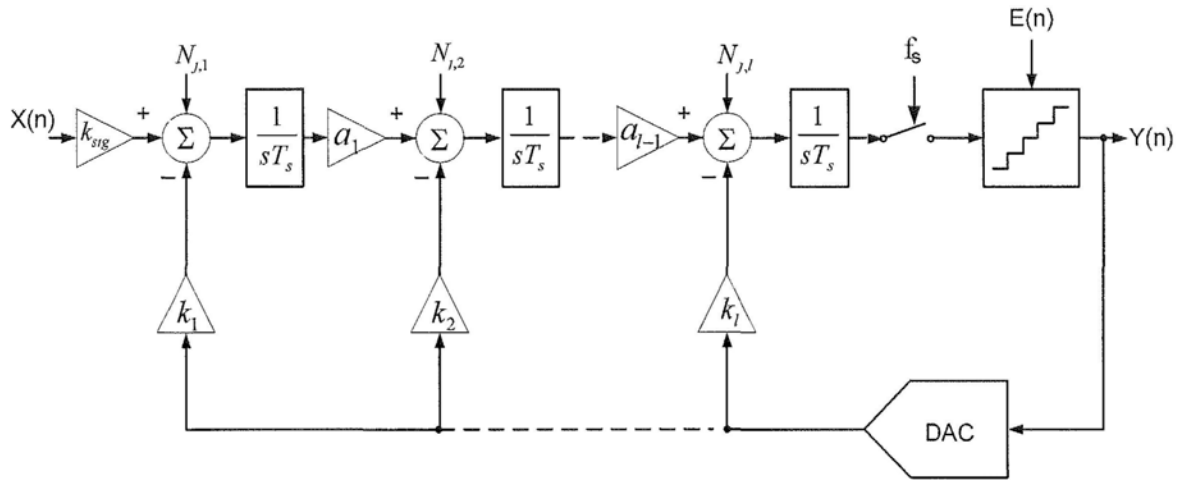 E(n)
N_{J,1}
N_{J,2}
N_{J,l}
f_s
X(n)
k_{sig}
+
Σ
1
sT_s
a_1
+
Σ
1
sT_s
a_{l-1}
+
Σ
1
sT_s
Y(n)
−
−
−
k_1
k_2
k_l
DAC